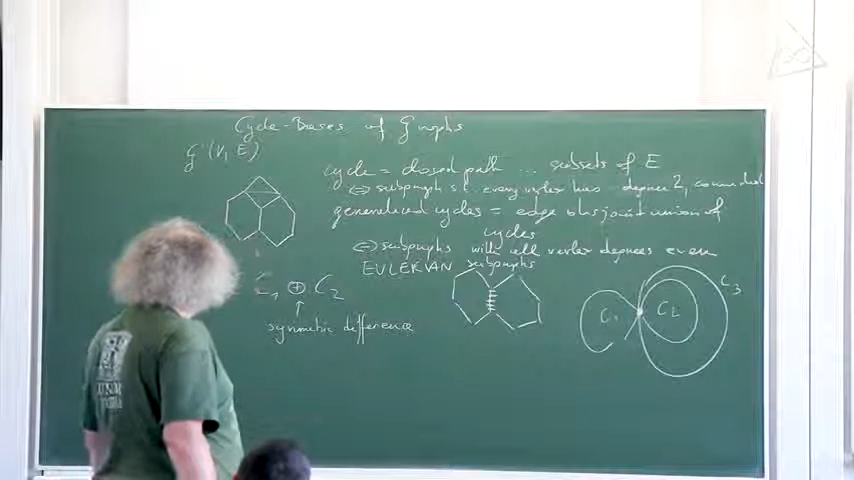 Cycle-Bases of Graphs
G (V, E)
cycle = closed path ... subsets of E
⇔ subgraph s.t. every vertex has degree 2, connected
generalized cycles = edge disjoint union of
cycles
⇔ subgraphs with all vertex degrees even
EULERIAN subgraphs
C1 ⊕ C2
↑
symmetric difference
C1 C2 C3